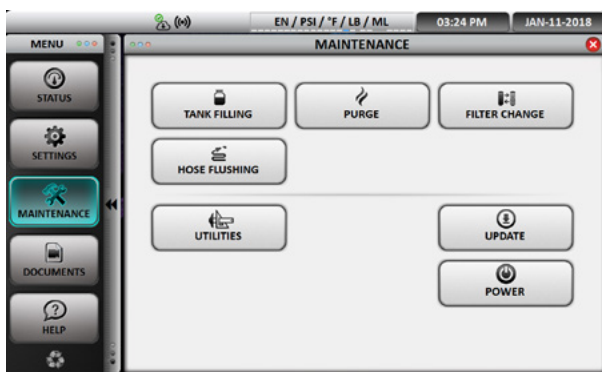 EN / PSI / °F / LB / ML 03:24 PM JAN-11-2018
MENU MAINTENANCE
STATUS
SETTINGS
MAINTENANCE
DOCUMENTS
HELP
TANK FILLING PURGE FILTER CHANGE
HOSE FLUSHING
UTILITIES UPDATE
POWER